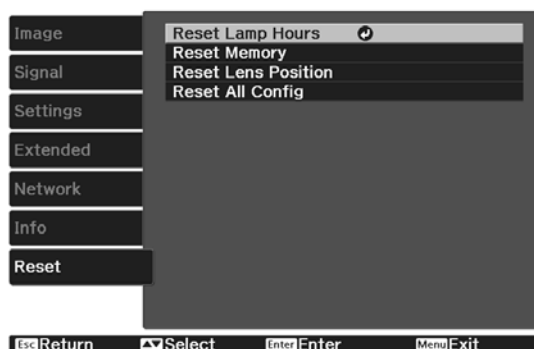 Image
Signal
Settings
Extended
Network
Info
Reset
Reset Lamp Hours
Reset Memory
Reset Lens Position
Reset All Config
Esc Return Select Enter Enter Menu Exit